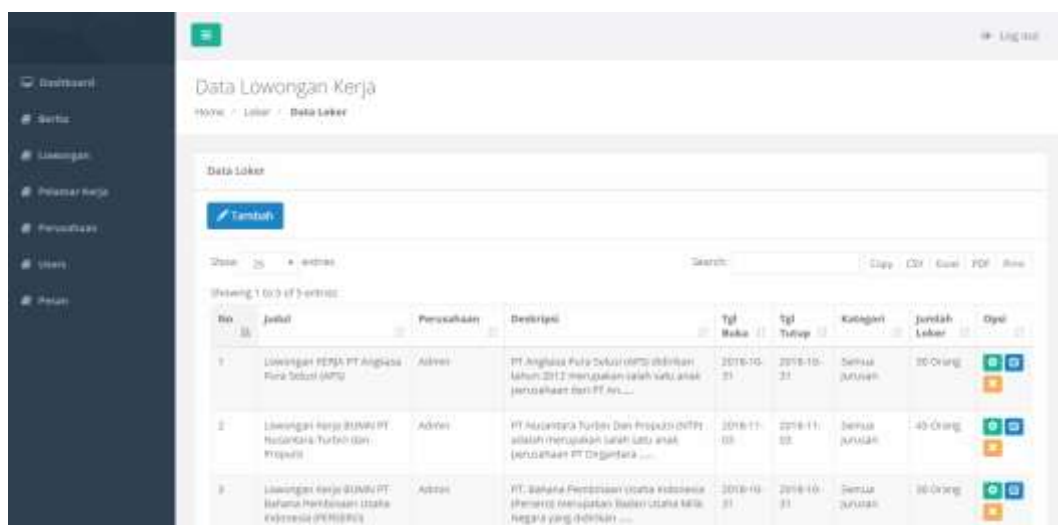 Log out
Dashboard
Berita
Lowongan
Pelamar Kerja
Perusahaan
Users
Pesan
Data Lowongan Kerja
Home / Loker / Data Loker
Data Loker
Tambah
Show 25 entries
Search:
Copy CSV Excel PDF Print
Showing 1 to 5 of 5 entries
No Judul Perusahaan Deskripsi Tgl Buka Tgl Tutup Kategori Jumlah Loker Opsi
1 Lowongan KERJA PT Angkasa Admin PT Angkasa Pura Solusi (APS) didirikan 2018-10- 2018-10- Semua 30 Orang
Pura Solusi (APS) tahun 2012 merupakan salah satu anak 31 31 Jurusan
perusahaan dari PT An.....
2 Lowongan Kerja BUMN PT Admin PT Nusantara Turbin Dan Propulsi (NTP) 2018-11- 2018-11- Semua 45 Orang
Nusantara Turbin dan adalah merupakan salah satu anak 03 03 Jurusan
Propulsi perusahaan PT Dirgantara .....
3 Lowongan Kerja BUMN PT Admin PT. Bahana Pembinaan Usaha Indonesia 2018-10- 2018-10- Semua 30 Orang
Bahana Pembinaan Usaha (Persero) merupakan Badan Usaha Milik 31 31 Jurusan
Indonesia (PERSERO) Negara yang didirikan .....